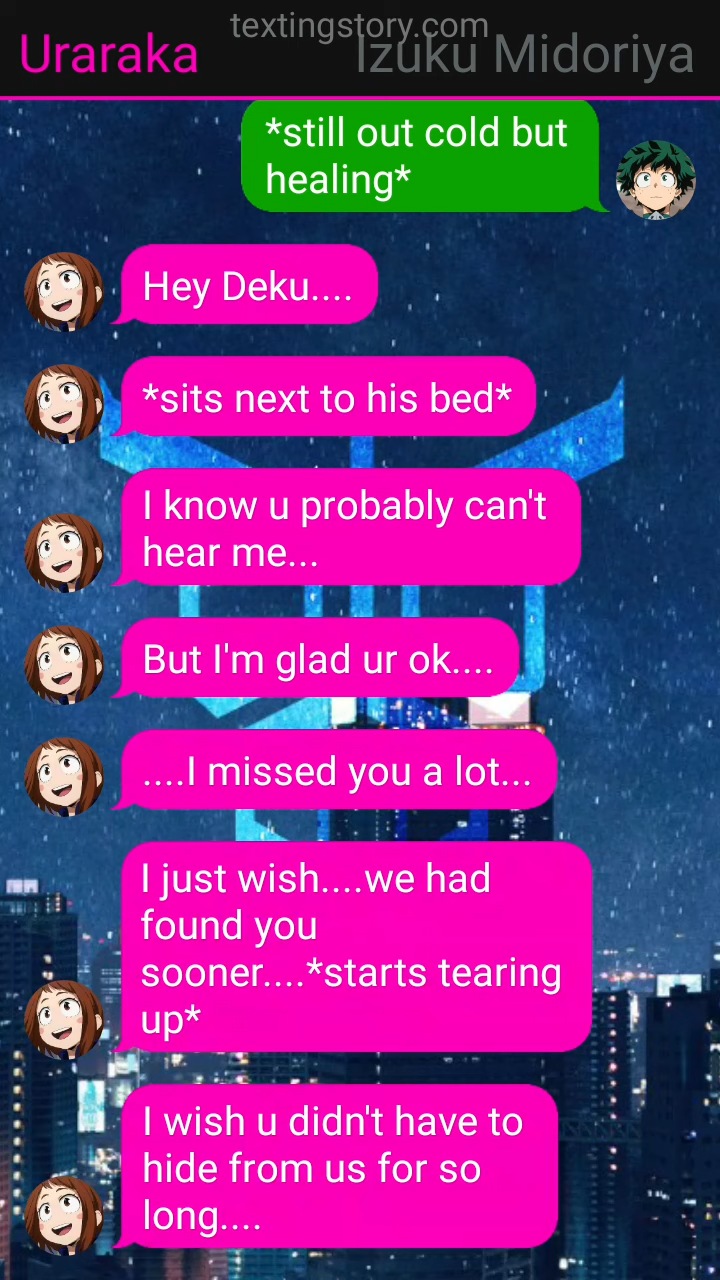 textingstory.com
Uraraka
Izuku Midoriya
*still out cold but
healing*
Hey Deku....
*sits next to his bed*
I know u probably can't
hear me...
But I'm glad ur ok....
....I missed you a lot...
I just wish....we had
found you
sooner....*starts tearing
up*
I wish u didn't have to
hide from us for so
long....